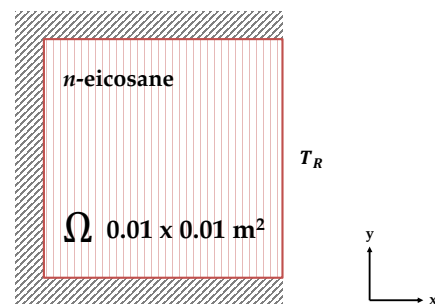 n-eicosane
T_R
Ω 0.01 x 0.01 m²
y
x